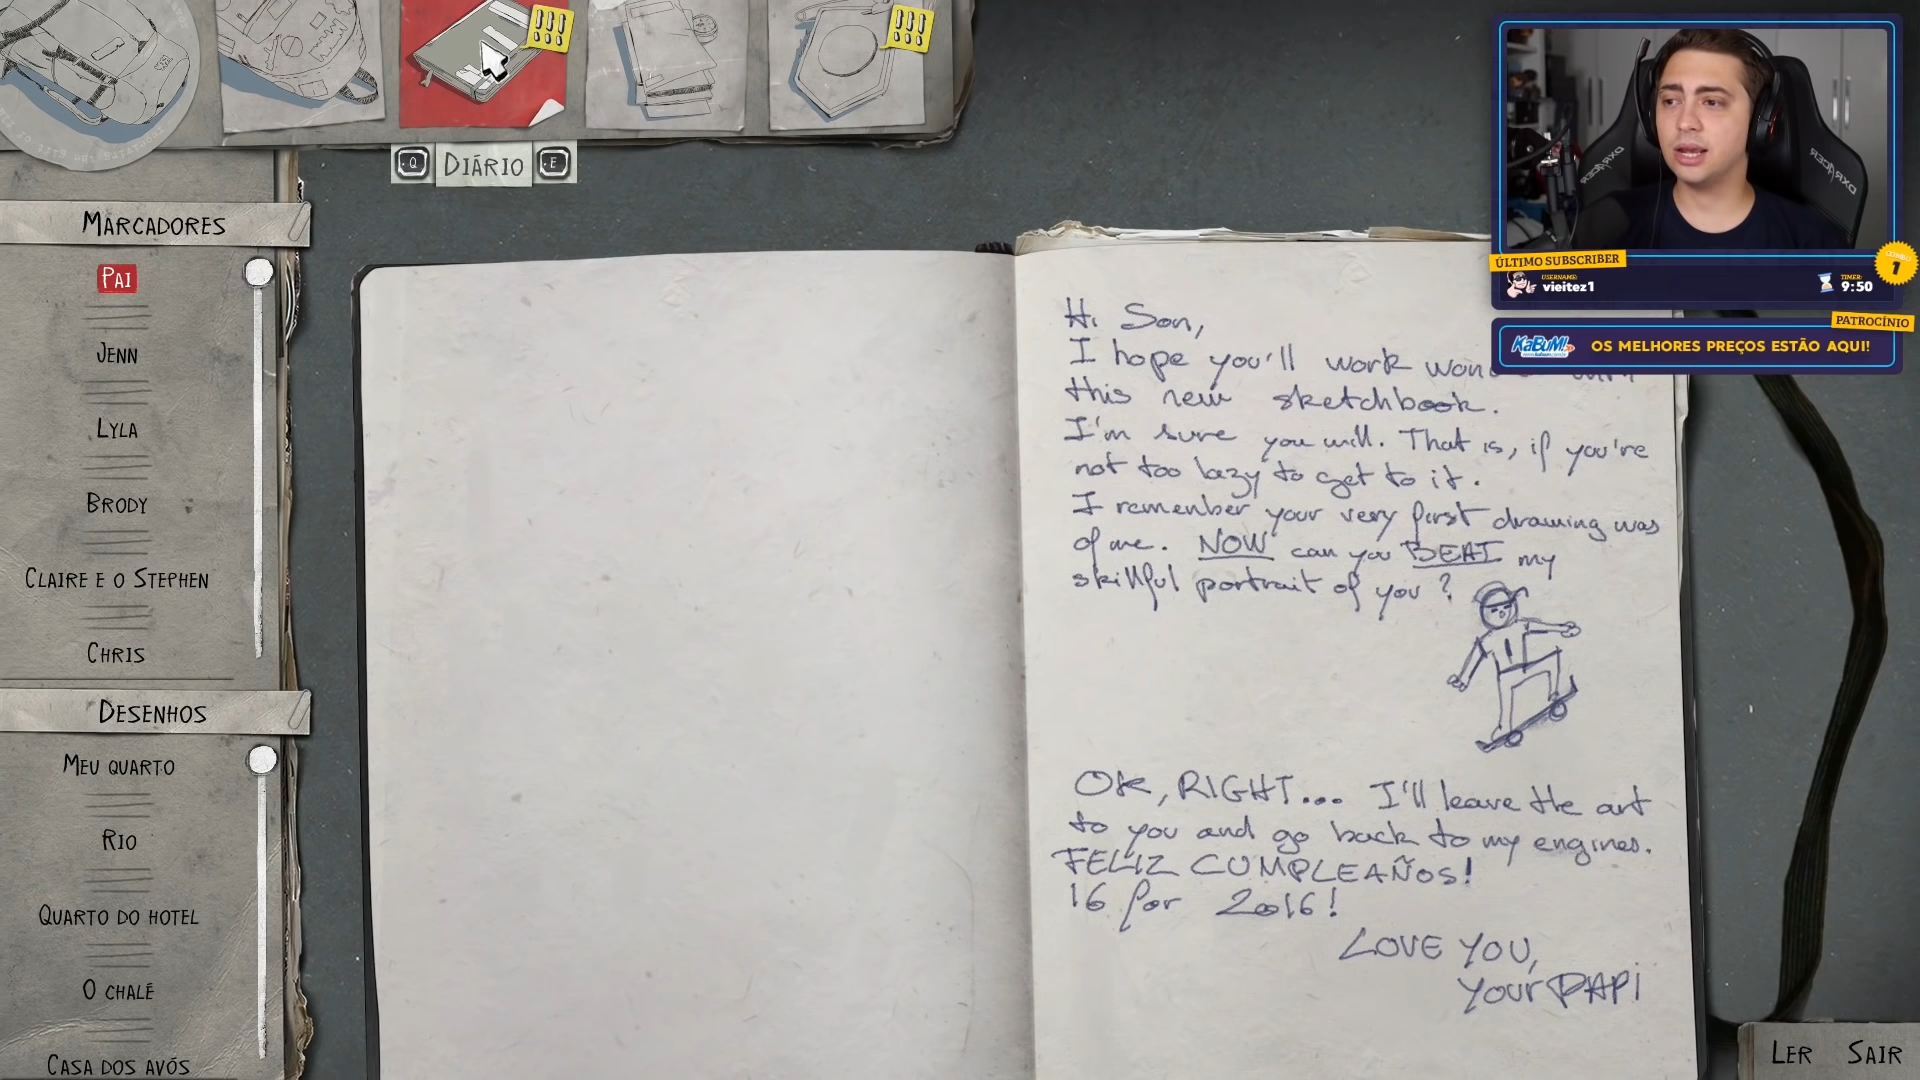 Q
DIÁRIO
E
MARCADORES
PAI
JENN
LYLA
BRODY
CLAIRE E O STEPHEN
CHRIS
DESENHOS
MEU QUARTO
RIO
QUARTO DO HOTEL
O CHALÉ
CASA DOS AVÓS
Hi Son,
I hope you'll work
this new sketchbook.
I'm sure you will. That is, if you're
not too lazy to get to it.
I remember your very first drawing was
of me. NOW can you BEAT my
skillful portrait of you?
OK, RIGHT... I'll leave the art
to you and go back to my engines.
FELIZ CUMPLEAÑOS!
16 for 2016!
LOVE YOU,
your PAPI
DXRACER
DXRACER
ÚLTIMO SUBSCRIBER
USERNAME:
vieitez1
TIMER:
9:50
1
PATROCÍNIO
KaBuM!
OS MELHORES PREÇOS ESTÃO AQUI!
LER
SAIR